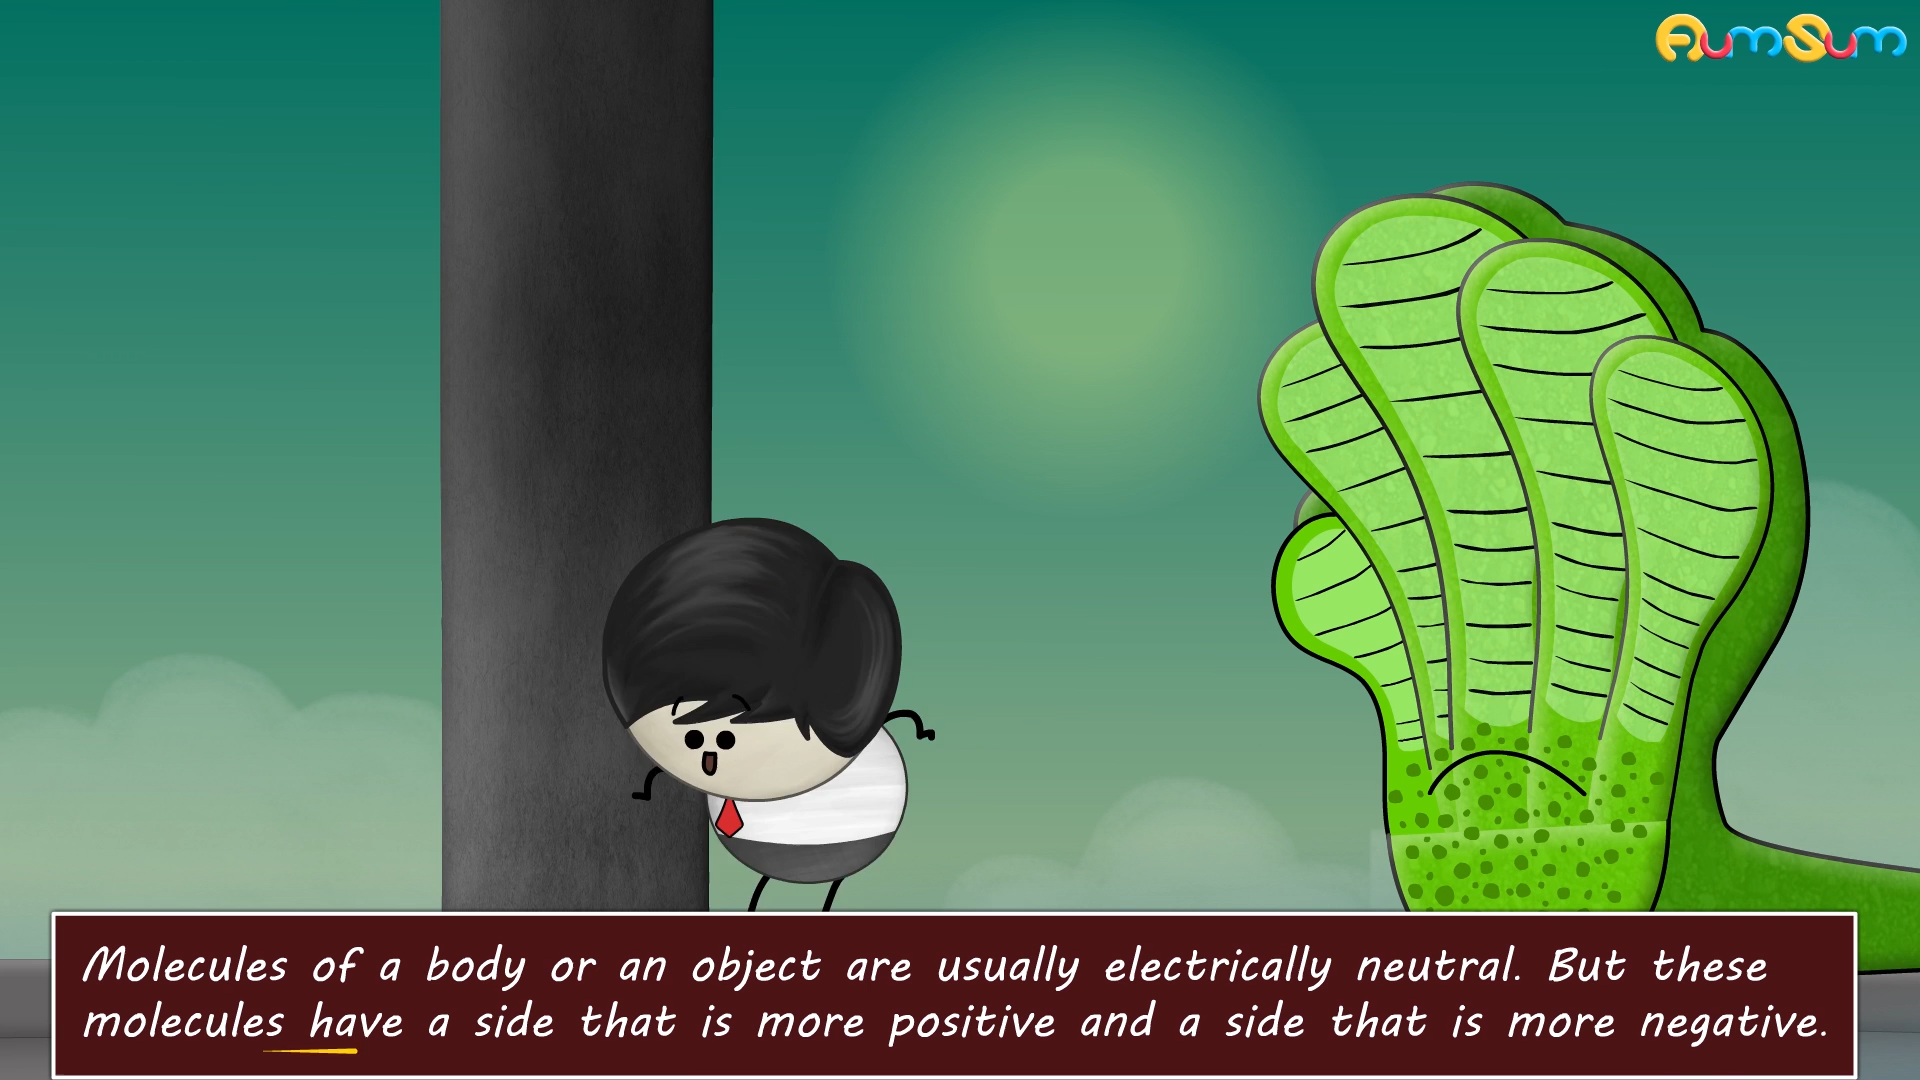 AumSum
Molecules of a body or an object are usually electrically neutral. But these
molecules have a side that is more positive and a side that is more negative.